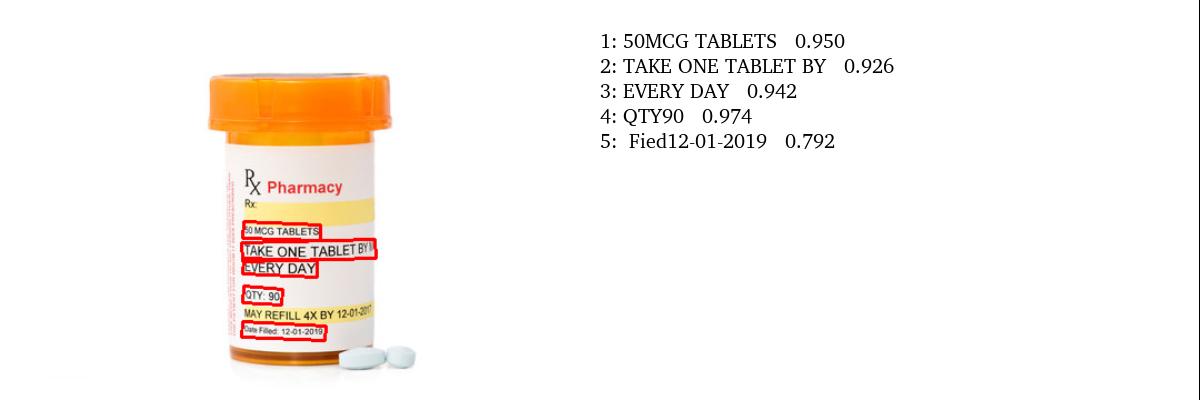 Rx Pharmacy
Rx:
50 MCG TABLETS
TAKE ONE TABLET BY M
EVERY DAY
QTY: 90
MAY REFILL 4X BY 12-01-2017
Date Filled: 12-01-2019
1: 50MCG TABLETS 0.950
2: TAKE ONE TABLET BY 0.926
3: EVERY DAY 0.942
4: QTY90 0.974
5: Fied12-01-2019 0.792